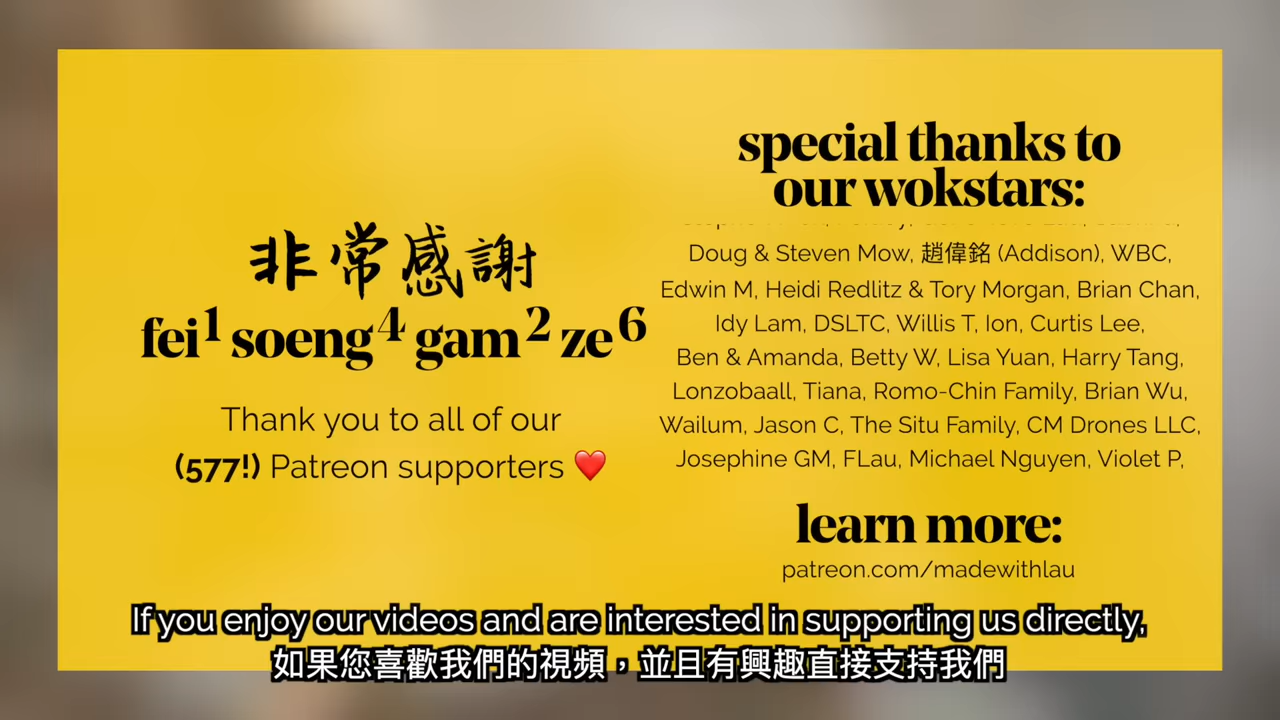 非常感謝
fei¹ soeng⁴ gam² ze⁶
Thank you to all of our
(577!) Patreon supporters ❤️
special thanks to
our wokstars:
Doug & Steven Mow, 趙偉銘 (Addison), WBC,
Edwin M, Heidi Redlitz & Tory Morgan, Brian Chan,
Idy Lam, DSLTC, Willis T, Ion, Curtis Lee,
Ben & Amanda, Betty W, Lisa Yuan, Harry Tang,
Lonzobaall, Tiana, Romo-Chin Family, Brian Wu,
Wailum, Jason C, The Situ Family, CM Drones LLC,
Josephine GM, FLau, Michael Nguyen, Violet P,
learn more:
patreon.com/madewithlau
If you enjoy our videos and are interested in supporting us directly,
如果您喜歡我們的視頻，並且有興趣直接支持我們